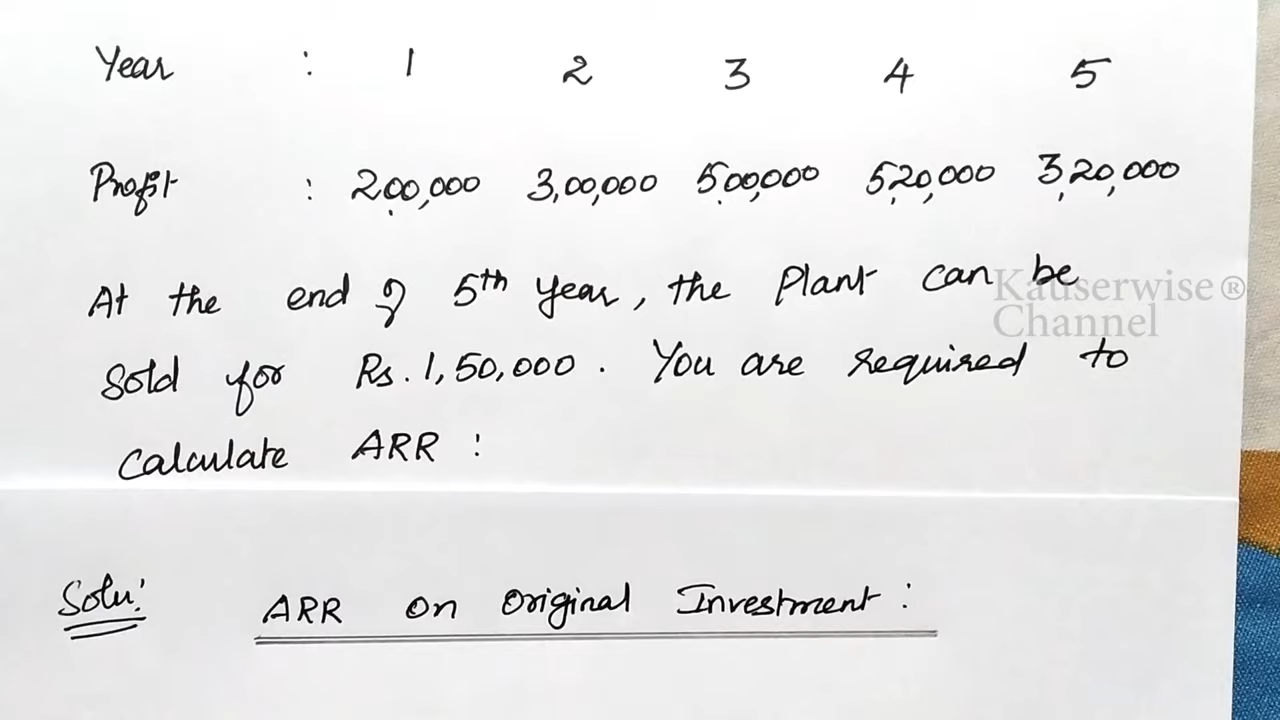 Year : 1 2 3 4 5
Profit : 2,00,000 3,00,000 5,00,000 5,20,000 3,20,000
At the end of 5th Year, the Plant can be
Kauserwise®
Channel
sold for Rs. 1,50,000. You are required to
calculate ARR :
Solu: ARR on Original Investment :